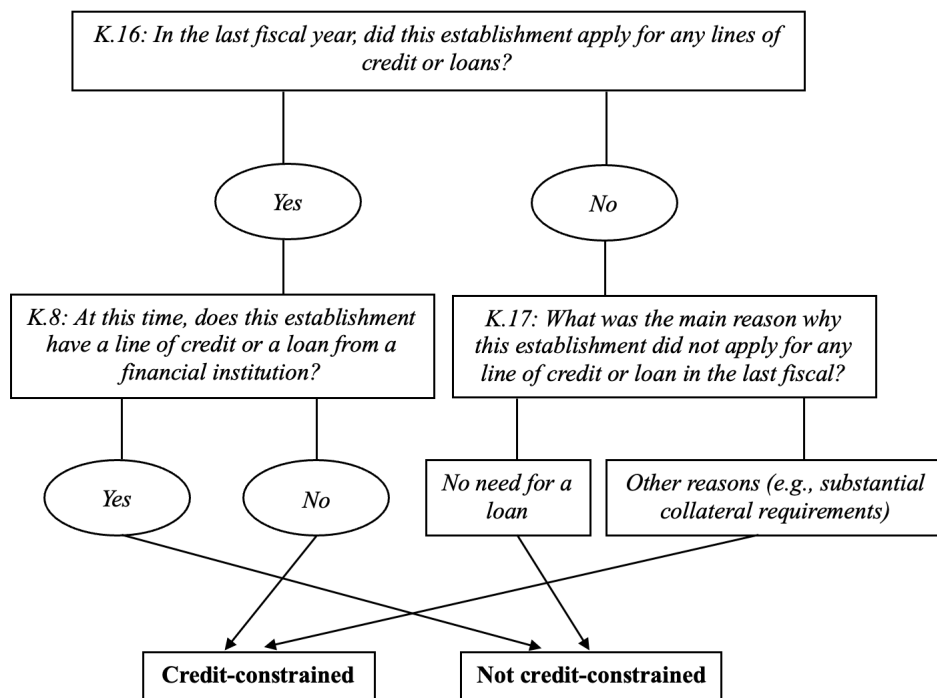 K.16: In the last fiscal year, did this establishment apply for any lines of
credit or loans?
Yes
No
K.8: At this time, does this establishment
have a line of credit or a loan from a
financial institution?
K.17: What was the main reason why
this establishment did not apply for any
line of credit or loan in the last fiscal?
Yes
No
No need for a
loan
Other reasons (e.g., substantial
collateral requirements)
Credit-constrained
Not credit-constrained